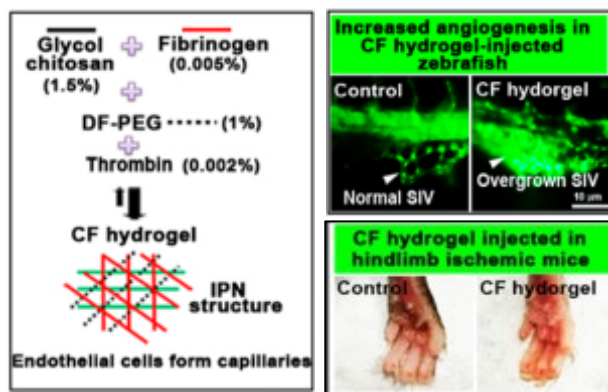 Glycol chitosan (1.5%)
Fibrinogen (0.005%)
DF-PEG (1%)
Thrombin (0.002%)
CF hydrogel
IPN structure
Endothelial cells form capillaries
Increased angiogenesis in
CF hydrogel-injected
zebrafish
Control
CF hydorgel
Normal SIV
Overgrown SIV
10 μm
CF hydrogel injected in
hindlimb ischemic mice
Control
CF hydorgel